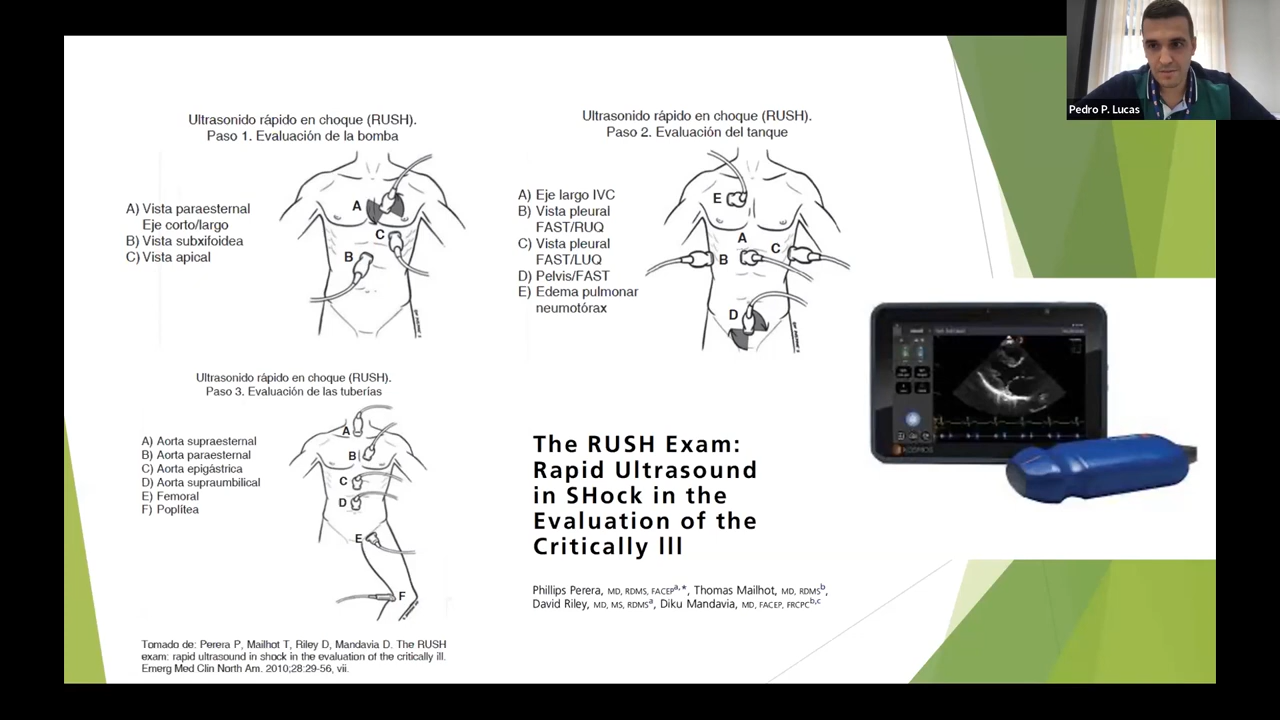 Pedro P. Lucas
Ultrasonido rápido en choque (RUSH).
Paso 1. Evaluación de la bomba
A) Vista paraesternal
Eje corto/largo
B) Vista subxifoidea
C) Vista apical
A
C
B
Ultrasonido rápido en choque (RUSH).
Paso 2. Evaluación del tanque
A) Eje largo IVC
B) Vista pleural
FAST/RUQ
C) Vista pleural
FAST/LUQ
D) Pelvis/FAST
E) Edema pulmonar
neumotórax
E
A
B
C
D
Ultrasonido rápido en choque (RUSH).
Paso 3. Evaluación de las tuberías
A) Aorta supraesternal
B) Aorta paraesternal
C) Aorta epigástrica
D) Aorta supraumbilical
E) Femoral
F) Poplítea
A
B
C
D
E
F
The RUSH Exam:
Rapid Ultrasound
in SHock in the
Evaluation of the
Critically lll
Phillips Perera, MD, RDMS, FACEPa,*, Thomas Mailhot, MD, RDMSb,
David Riley, MD, MS, RDMSa, Diku Mandavia, MD, FACEP, FRCPCb,c
Tomado de: Perera P, Mailhot T, Riley D, Mandavia D. The RUSH
exam: rapid ultrasound in shock in the evaluation of the critically ill.
Emerg Med Clin North Am. 2010;28:29-56, vii.
KOSMOS